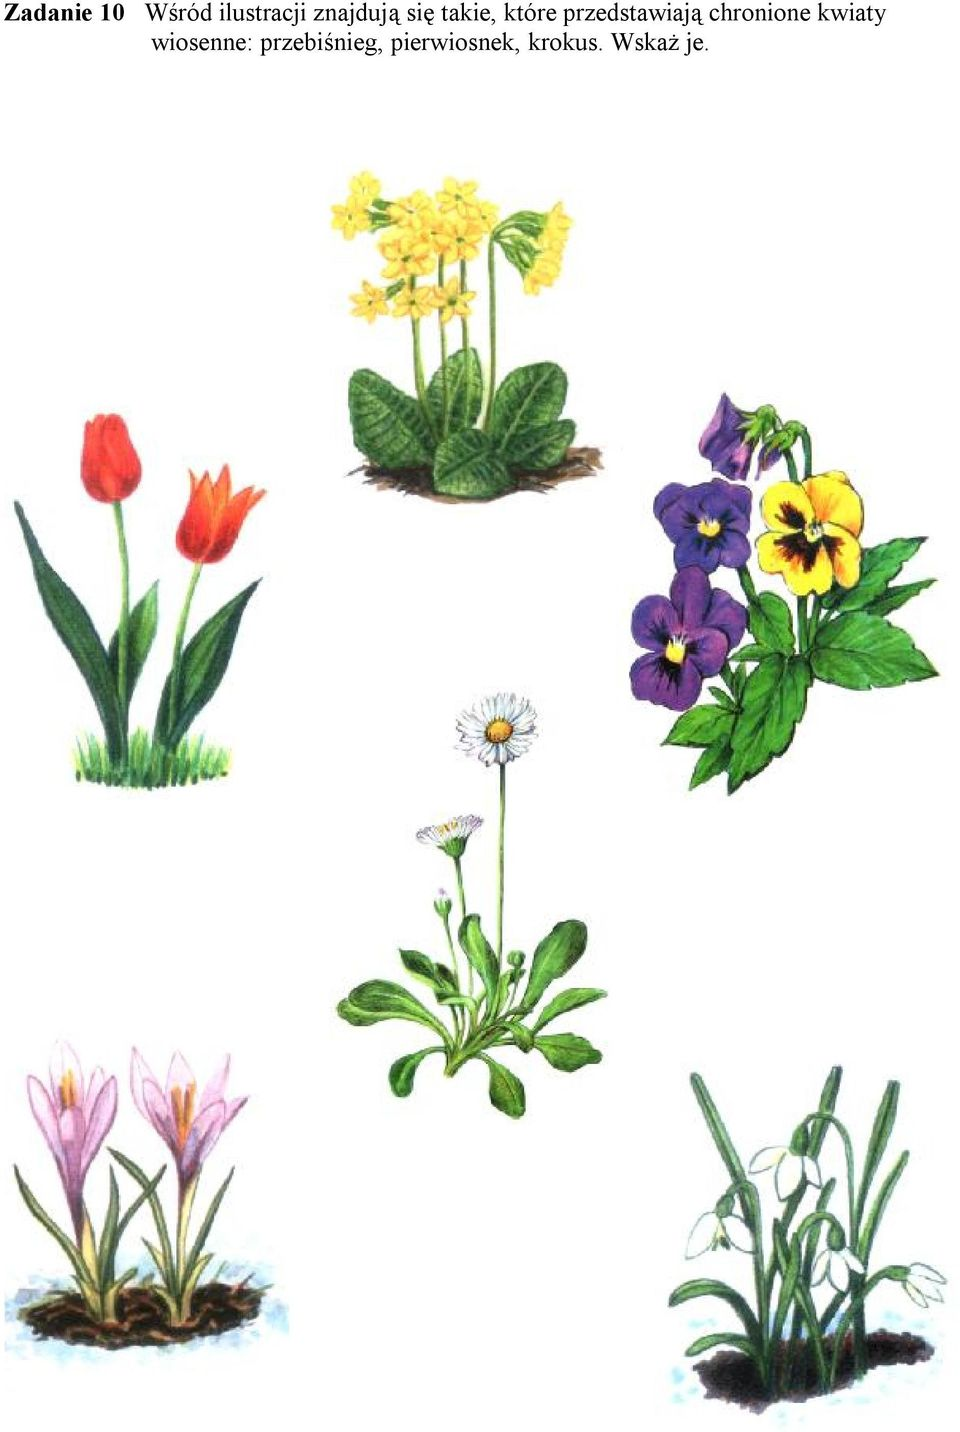 Zadanie 10 Wśród ilustracji znajdują się takie, które przedstawiają chronione kwiaty
wiosenne: przebiśnieg, pierwiosnek, krokus. Wskaż je.